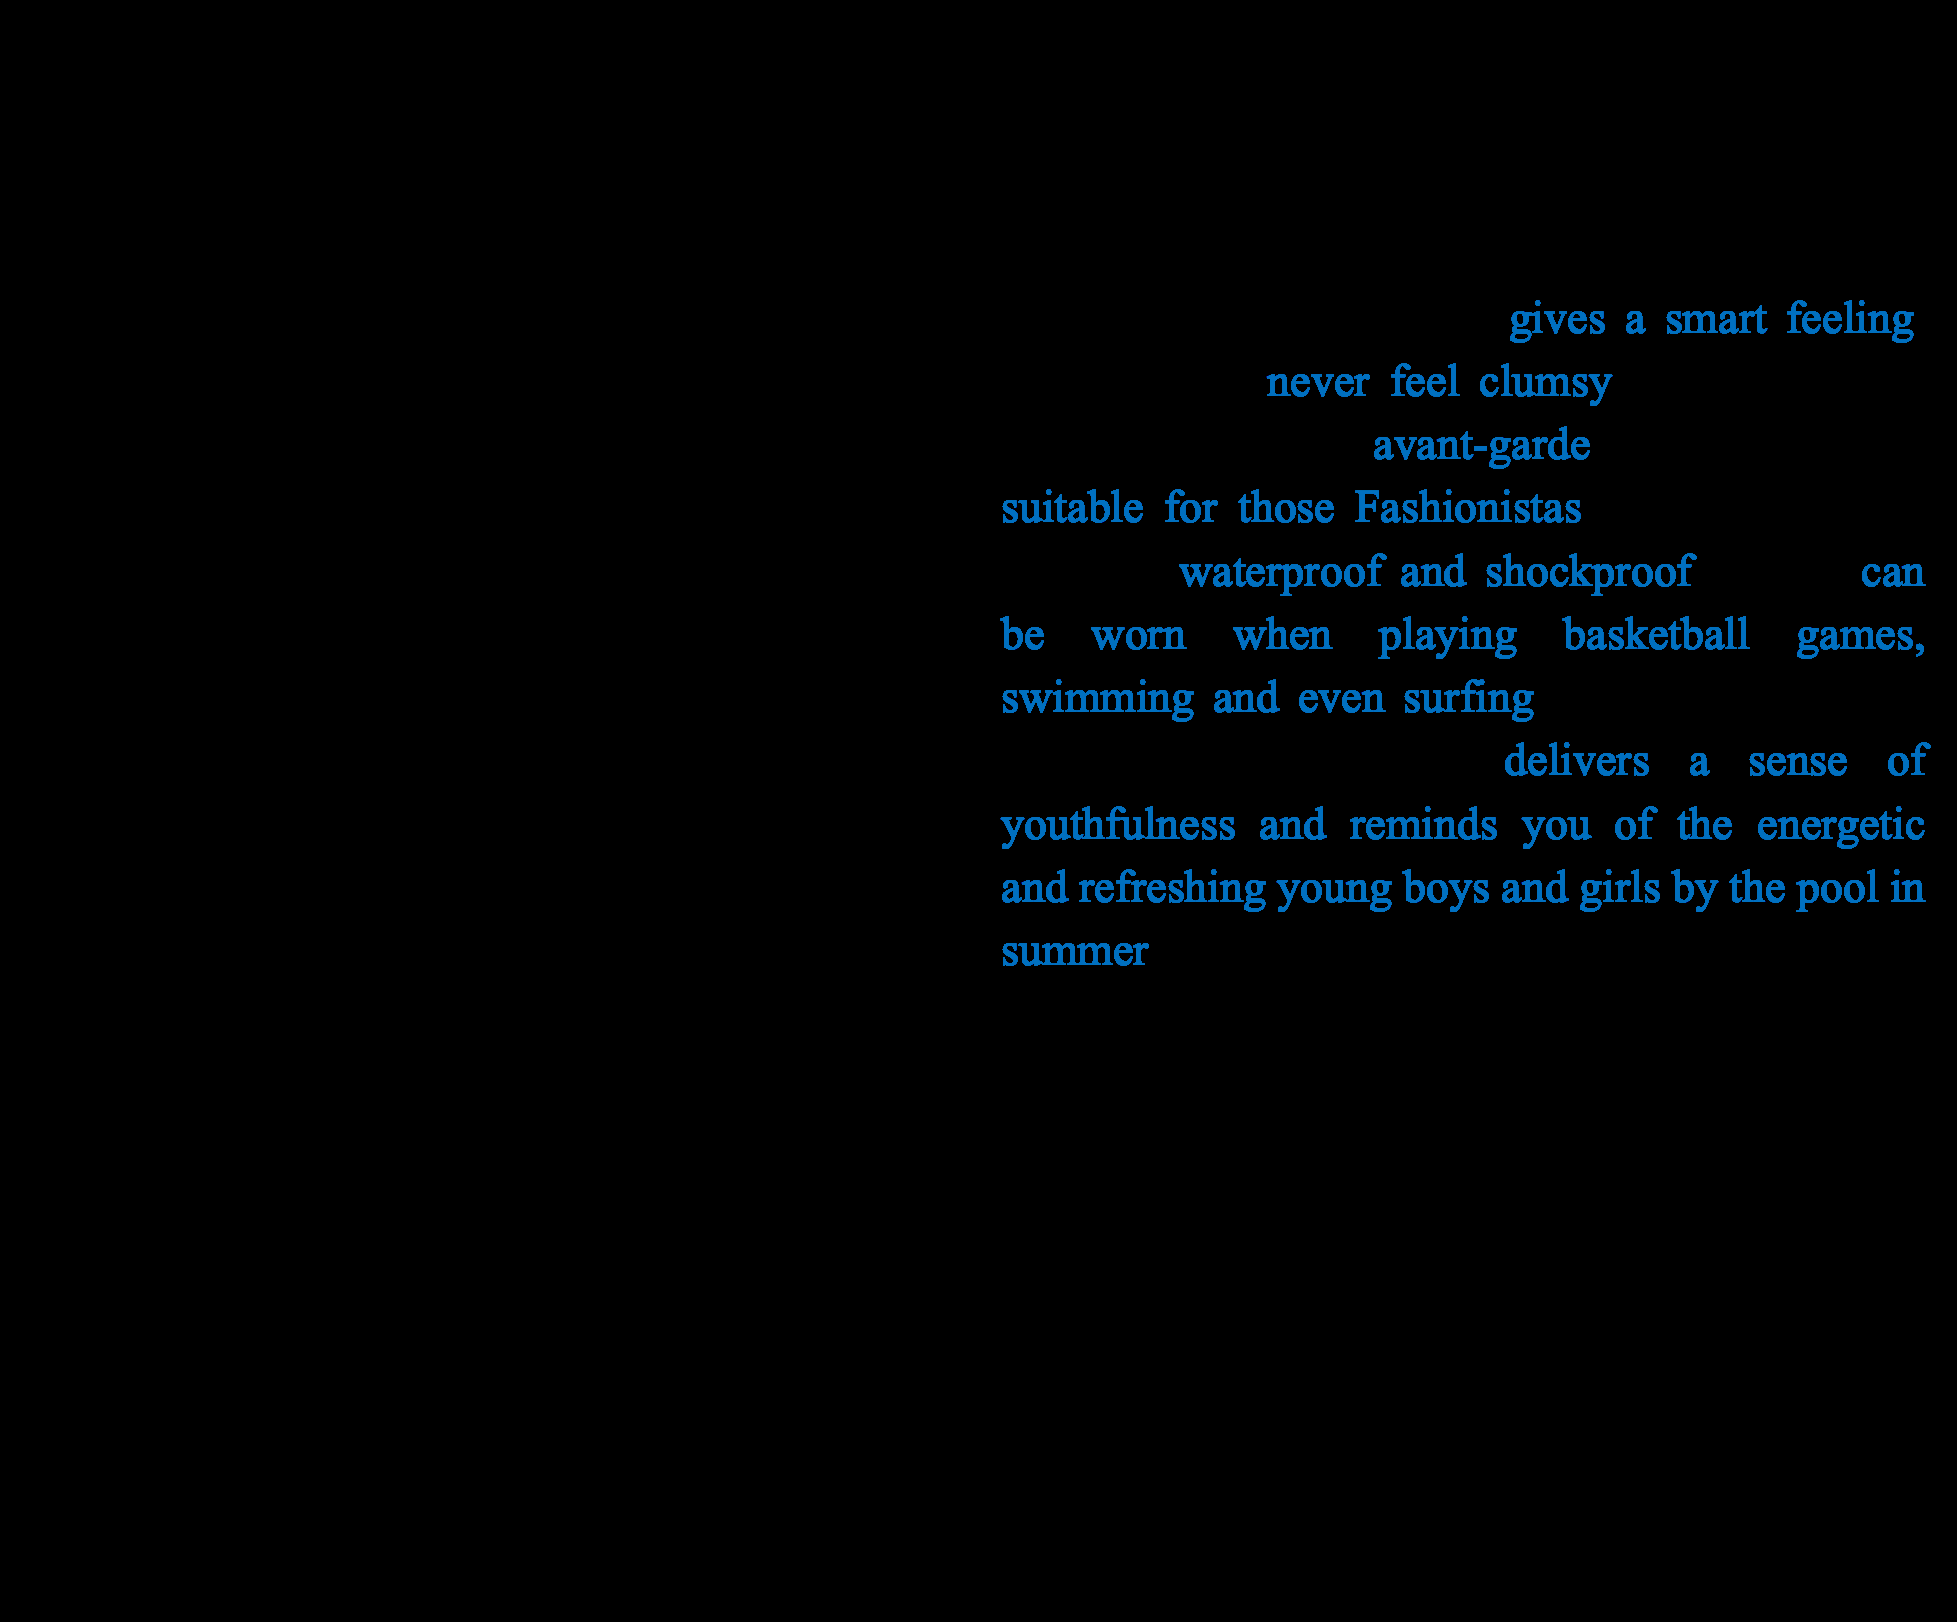 gives a smart feeling
never feel clumsy
avant-garde
suitable for those Fashionistas
waterproof and shockproof can
be worn when playing basketball games,
swimming and even surfing
delivers a sense of
youthfulness and reminds you of the energetic
and refreshing young boys and girls by the pool in
summer